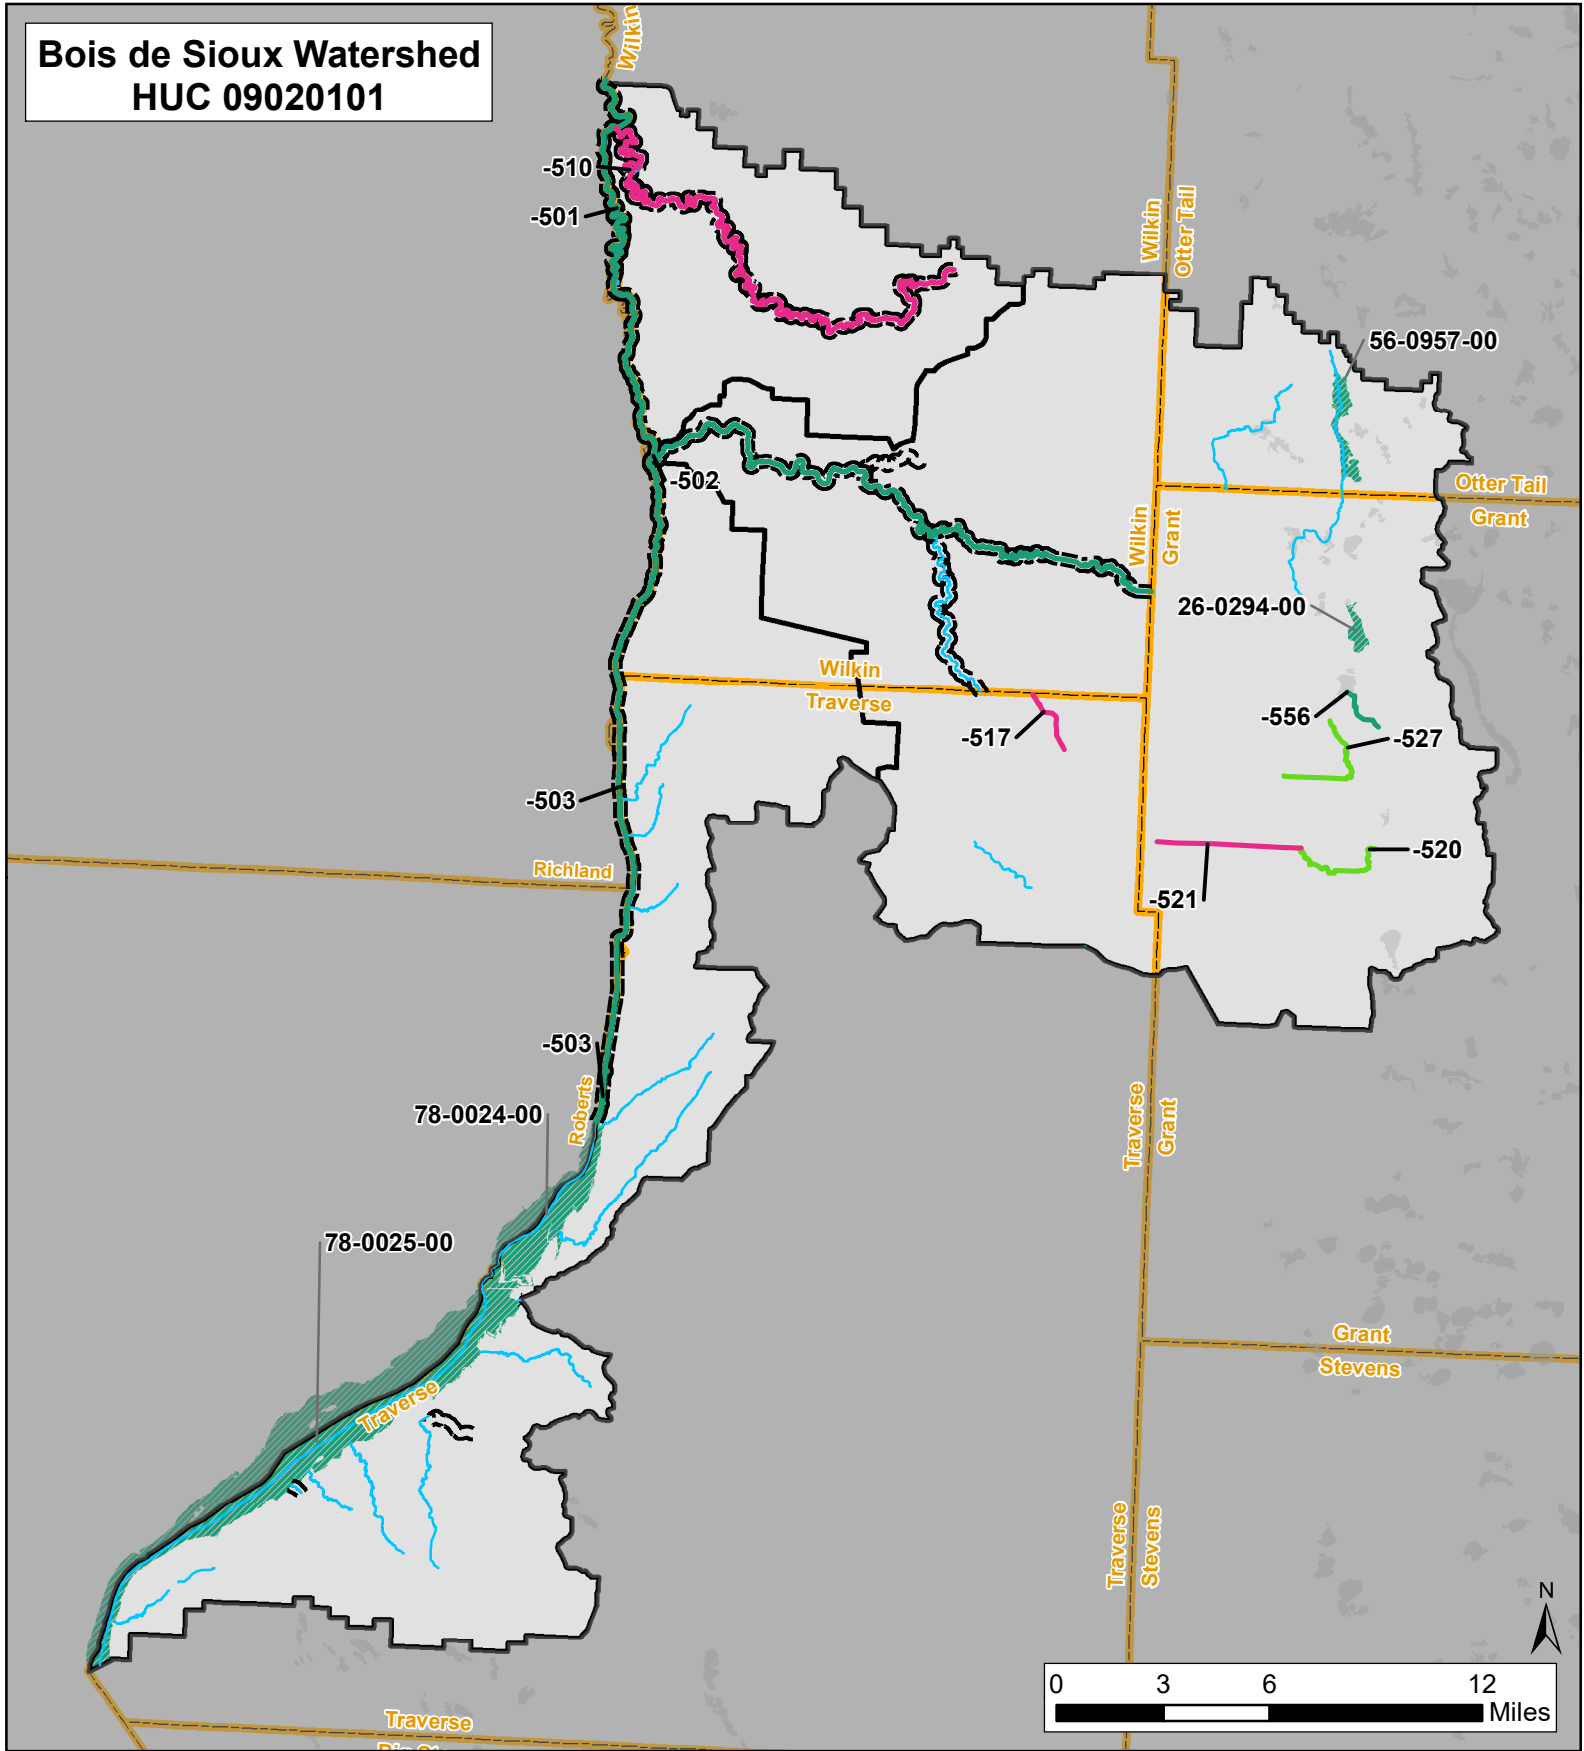 Bois de Sioux Watershed
HUC 09020101
Wilkin
-510
-501
Wilkin
Otter Tail
56-0957-00
-502
Otter Tail
Grant
Wilkin
Grant
26-0294-00
Wilkin
Traverse
-556
-517
-527
-503
-520
Richland
-521
-503
Roberts
78-0024-00
Traverse
Grant
78-0025-00
Grant
Stevens
Traverse
Traverse
Stevens
N
0 3 6 12
Miles
Traverse